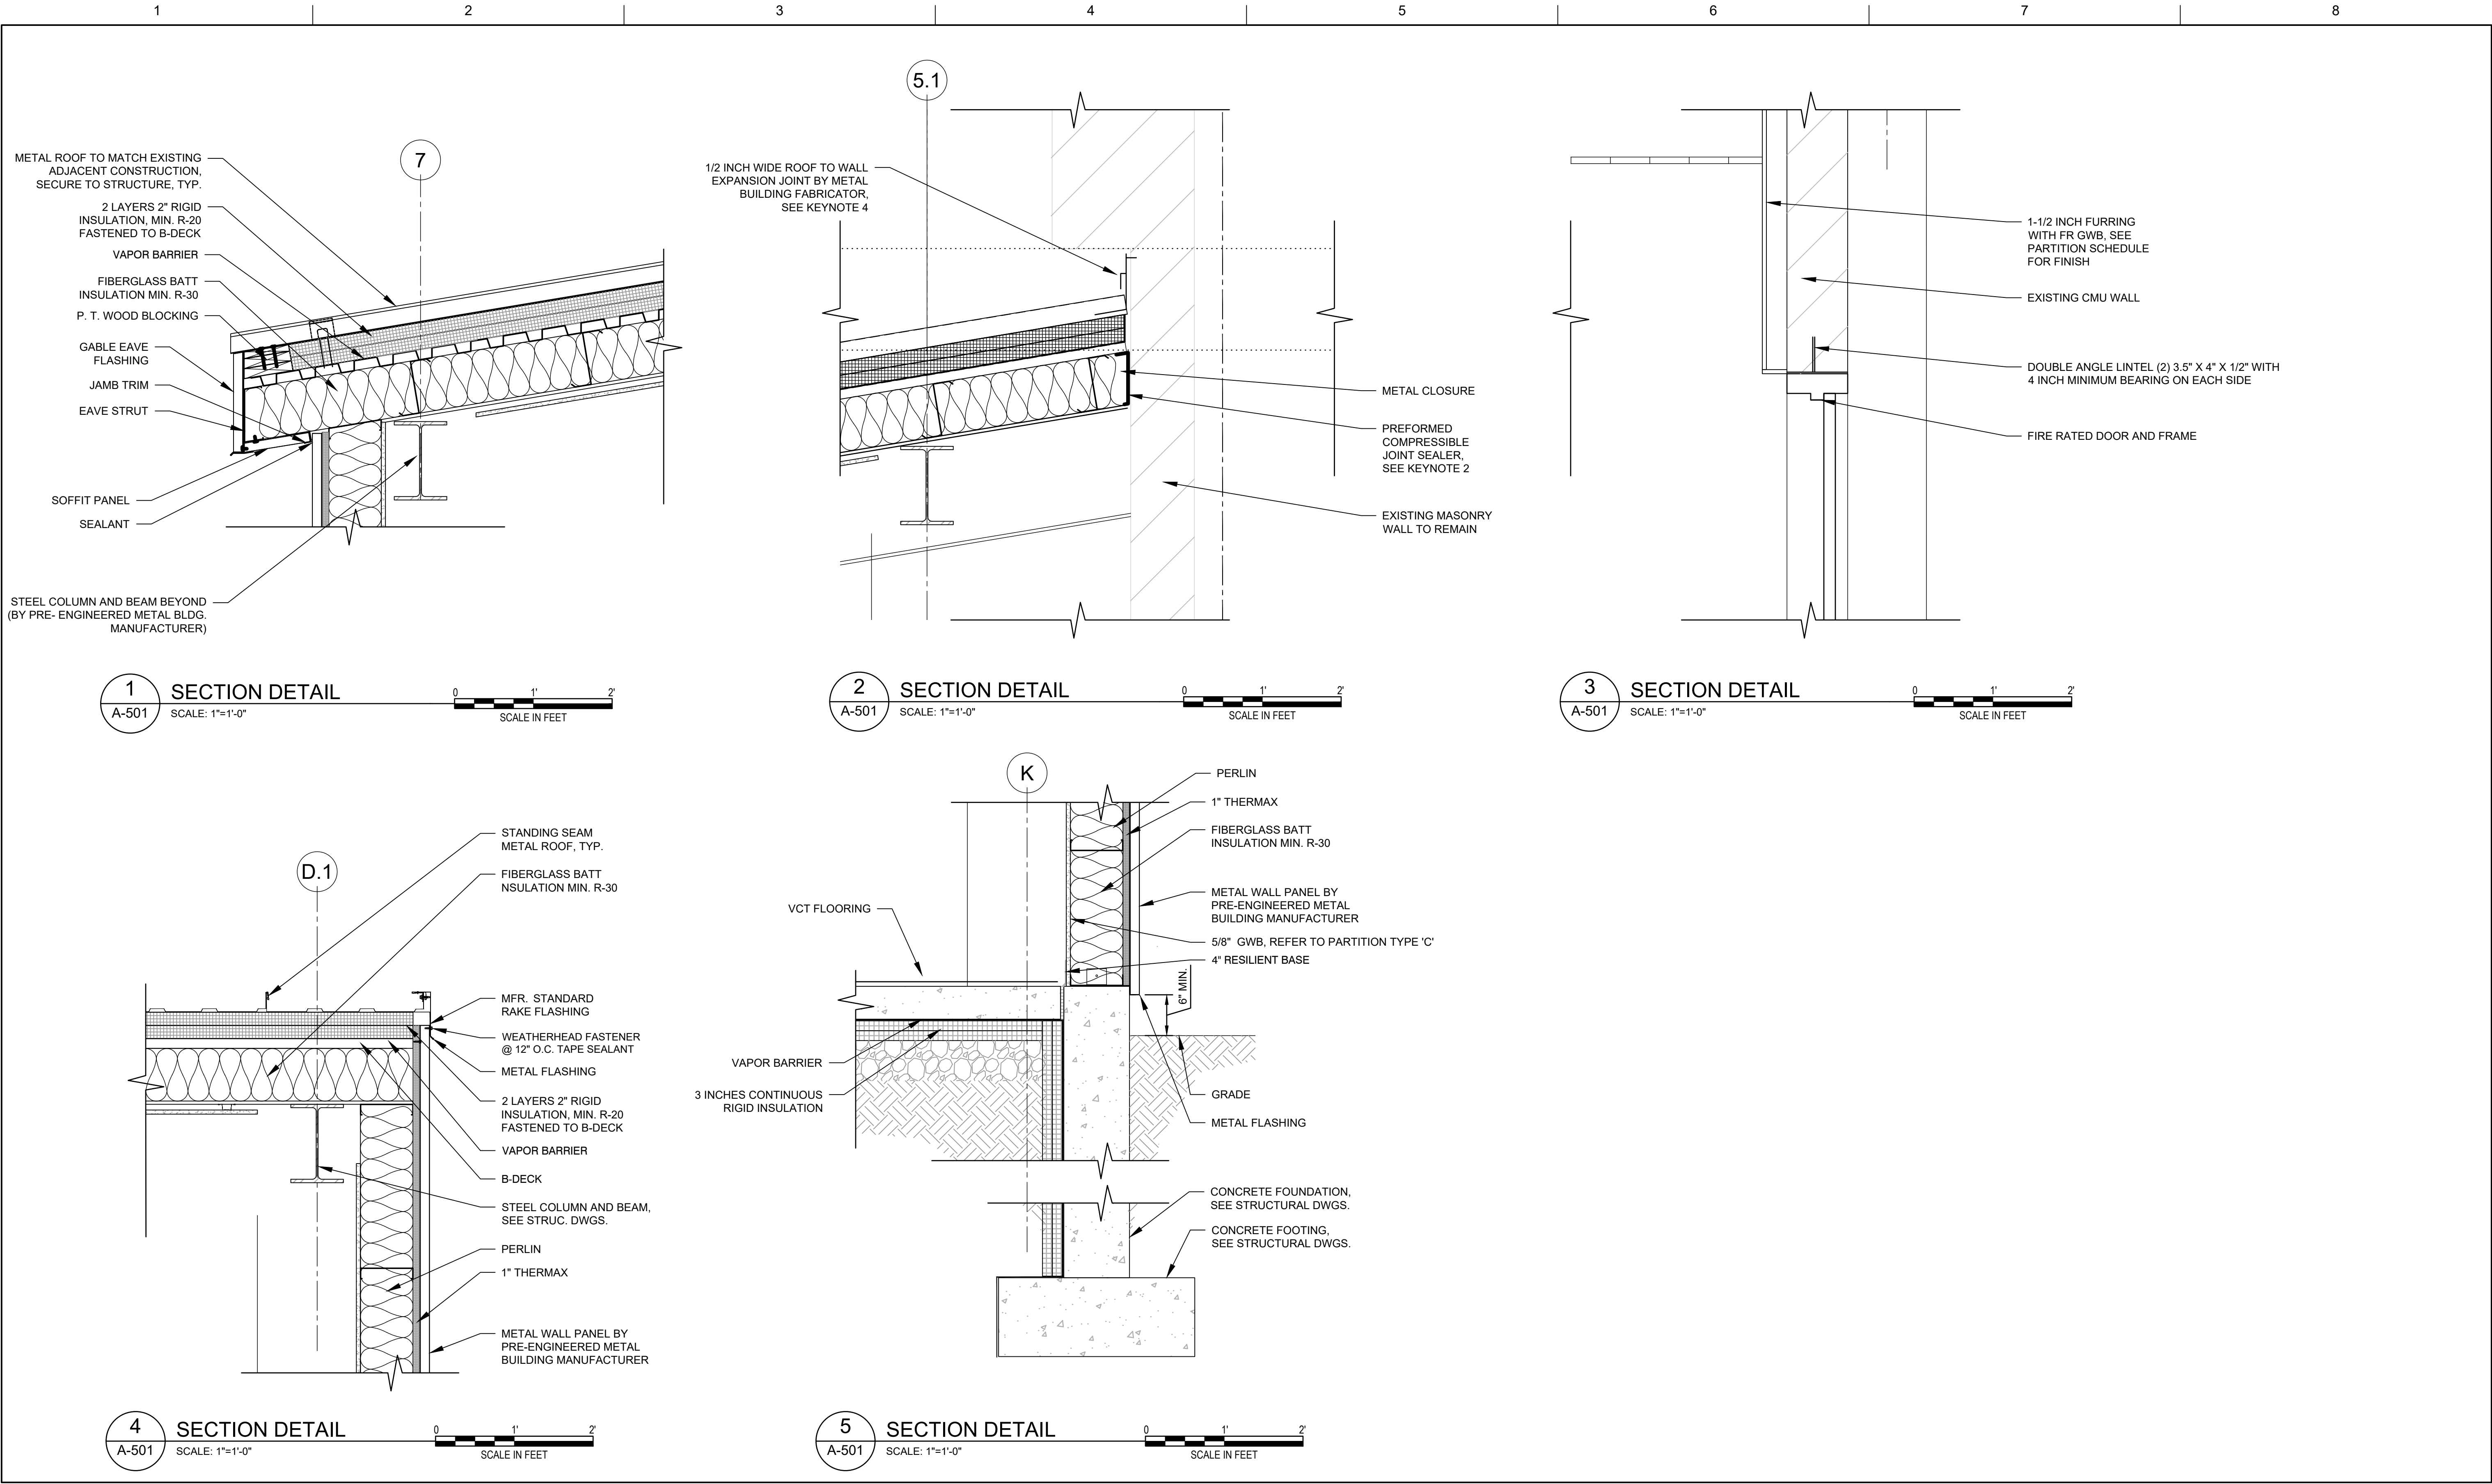 1 2 3 4 5 6 7 8
7
METAL ROOF TO MATCH EXISTING
ADJACENT CONSTRUCTION,
SECURE TO STRUCTURE, TYP.
2 LAYERS 2" RIGID
INSULATION, MIN. R-20
FASTENED TO B-DECK
VAPOR BARRIER
FIBERGLASS BATT
INSULATION MIN. R-30
P. T. WOOD BLOCKING
GABLE EAVE
FLASHING
JAMB TRIM
EAVE STRUT
SOFFIT PANEL
SEALANT
STEEL COLUMN AND BEAM BEYOND
(BY PRE- ENGINEERED METAL BLDG.
MANUFACTURER)
1
A-501
SECTION DETAIL
SCALE: 1"=1'-0"
0 1' 2'
SCALE IN FEET
5.1
1/2 INCH WIDE ROOF TO WALL
EXPANSION JOINT BY METAL
BUILDING FABRICATOR,
SEE KEYNOTE 4
METAL CLOSURE
PREFORMED
COMPRESSIBLE
JOINT SEALER,
SEE KEYNOTE 2
EXISTING MASONRY
WALL TO REMAIN
2
A-501
SECTION DETAIL
SCALE: 1"=1'-0"
0 1' 2'
SCALE IN FEET
1-1/2 INCH FURRING
WITH FR GWB, SEE
PARTITION SCHEDULE
FOR FINISH
EXISTING CMU WALL
DOUBLE ANGLE LINTEL (2) 3.5" X 4" X 1/2" WITH
4 INCH MINIMUM BEARING ON EACH SIDE
FIRE RATED DOOR AND FRAME
3
A-501
SECTION DETAIL
SCALE: 1"=1'-0"
0 1' 2'
SCALE IN FEET
D.1
STANDING SEAM
METAL ROOF, TYP.
FIBERGLASS BATT
NSULATION MIN. R-30
MFR. STANDARD
RAKE FLASHING
WEATHERHEAD FASTENER
@ 12" O.C. TAPE SEALANT
METAL FLASHING
2 LAYERS 2" RIGID
INSULATION, MIN. R-20
FASTENED TO B-DECK
VAPOR BARRIER
B-DECK
STEEL COLUMN AND BEAM,
SEE STRUC. DWGS.
PERLIN
1" THERMAX
METAL WALL PANEL BY
PRE-ENGINEERED METAL
BUILDING MANUFACTURER
4
A-501
SECTION DETAIL
SCALE: 1"=1'-0"
0 1' 2'
SCALE IN FEET
K
PERLIN
1" THERMAX
FIBERGLASS BATT
INSULATION MIN. R-30
METAL WALL PANEL BY
PRE-ENGINEERED METAL
BUILDING MANUFACTURER
5/8" GWB, REFER TO PARTITION TYPE 'C'
4" RESILIENT BASE
6" MIN.
VCT FLOORING
VAPOR BARRIER
3 INCHES CONTINUOUS
RIGID INSULATION
GRADE
METAL FLASHING
CONCRETE FOUNDATION,
SEE STRUCTURAL DWGS.
CONCRETE FOOTING,
SEE STRUCTURAL DWGS.
5
A-501
SECTION DETAIL
SCALE: 1"=1'-0"
0 1' 2'
SCALE IN FEET